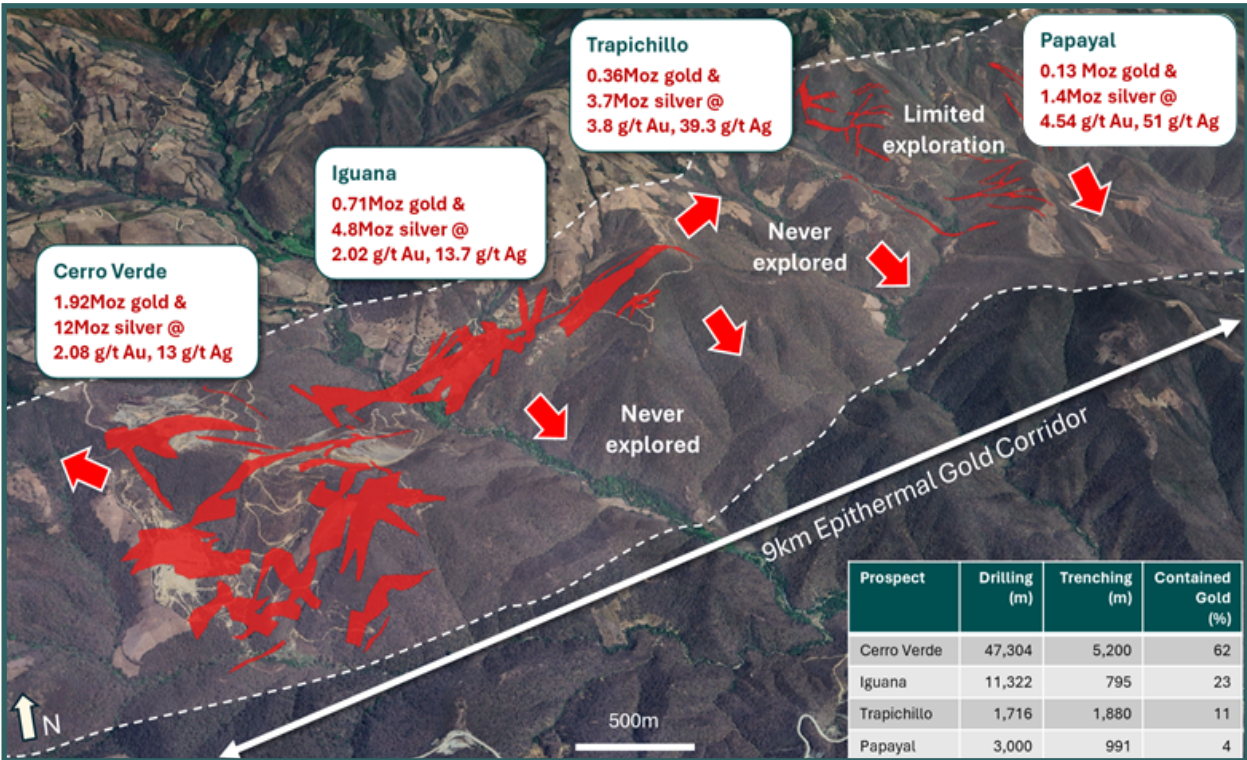 Trapichillo
0.36Moz gold &
3.7Moz silver @
3.8 g/t Au, 39.3 g/t Ag
Papayal
0.13 Moz gold &
1.4Moz silver @
4.54 g/t Au, 51 g/t Ag
Limited
exploration
Iguana
0.71Moz gold &
4.8Moz silver @
2.02 g/t Au, 13.7 g/t Ag
Never
explored
Cerro Verde
1.92Moz gold &
12Moz silver @
2.08 g/t Au, 13 g/t Ag
Never
explored
9km Epithermal Gold Corridor
N
500m
Prospect Drilling (m) Trenching (m) Contained Gold (%)
Cerro Verde 47,304 5,200 62
Iguana 11,322 795 23
Trapichillo 1,716 1,880 11
Papayal 3,000 991 4